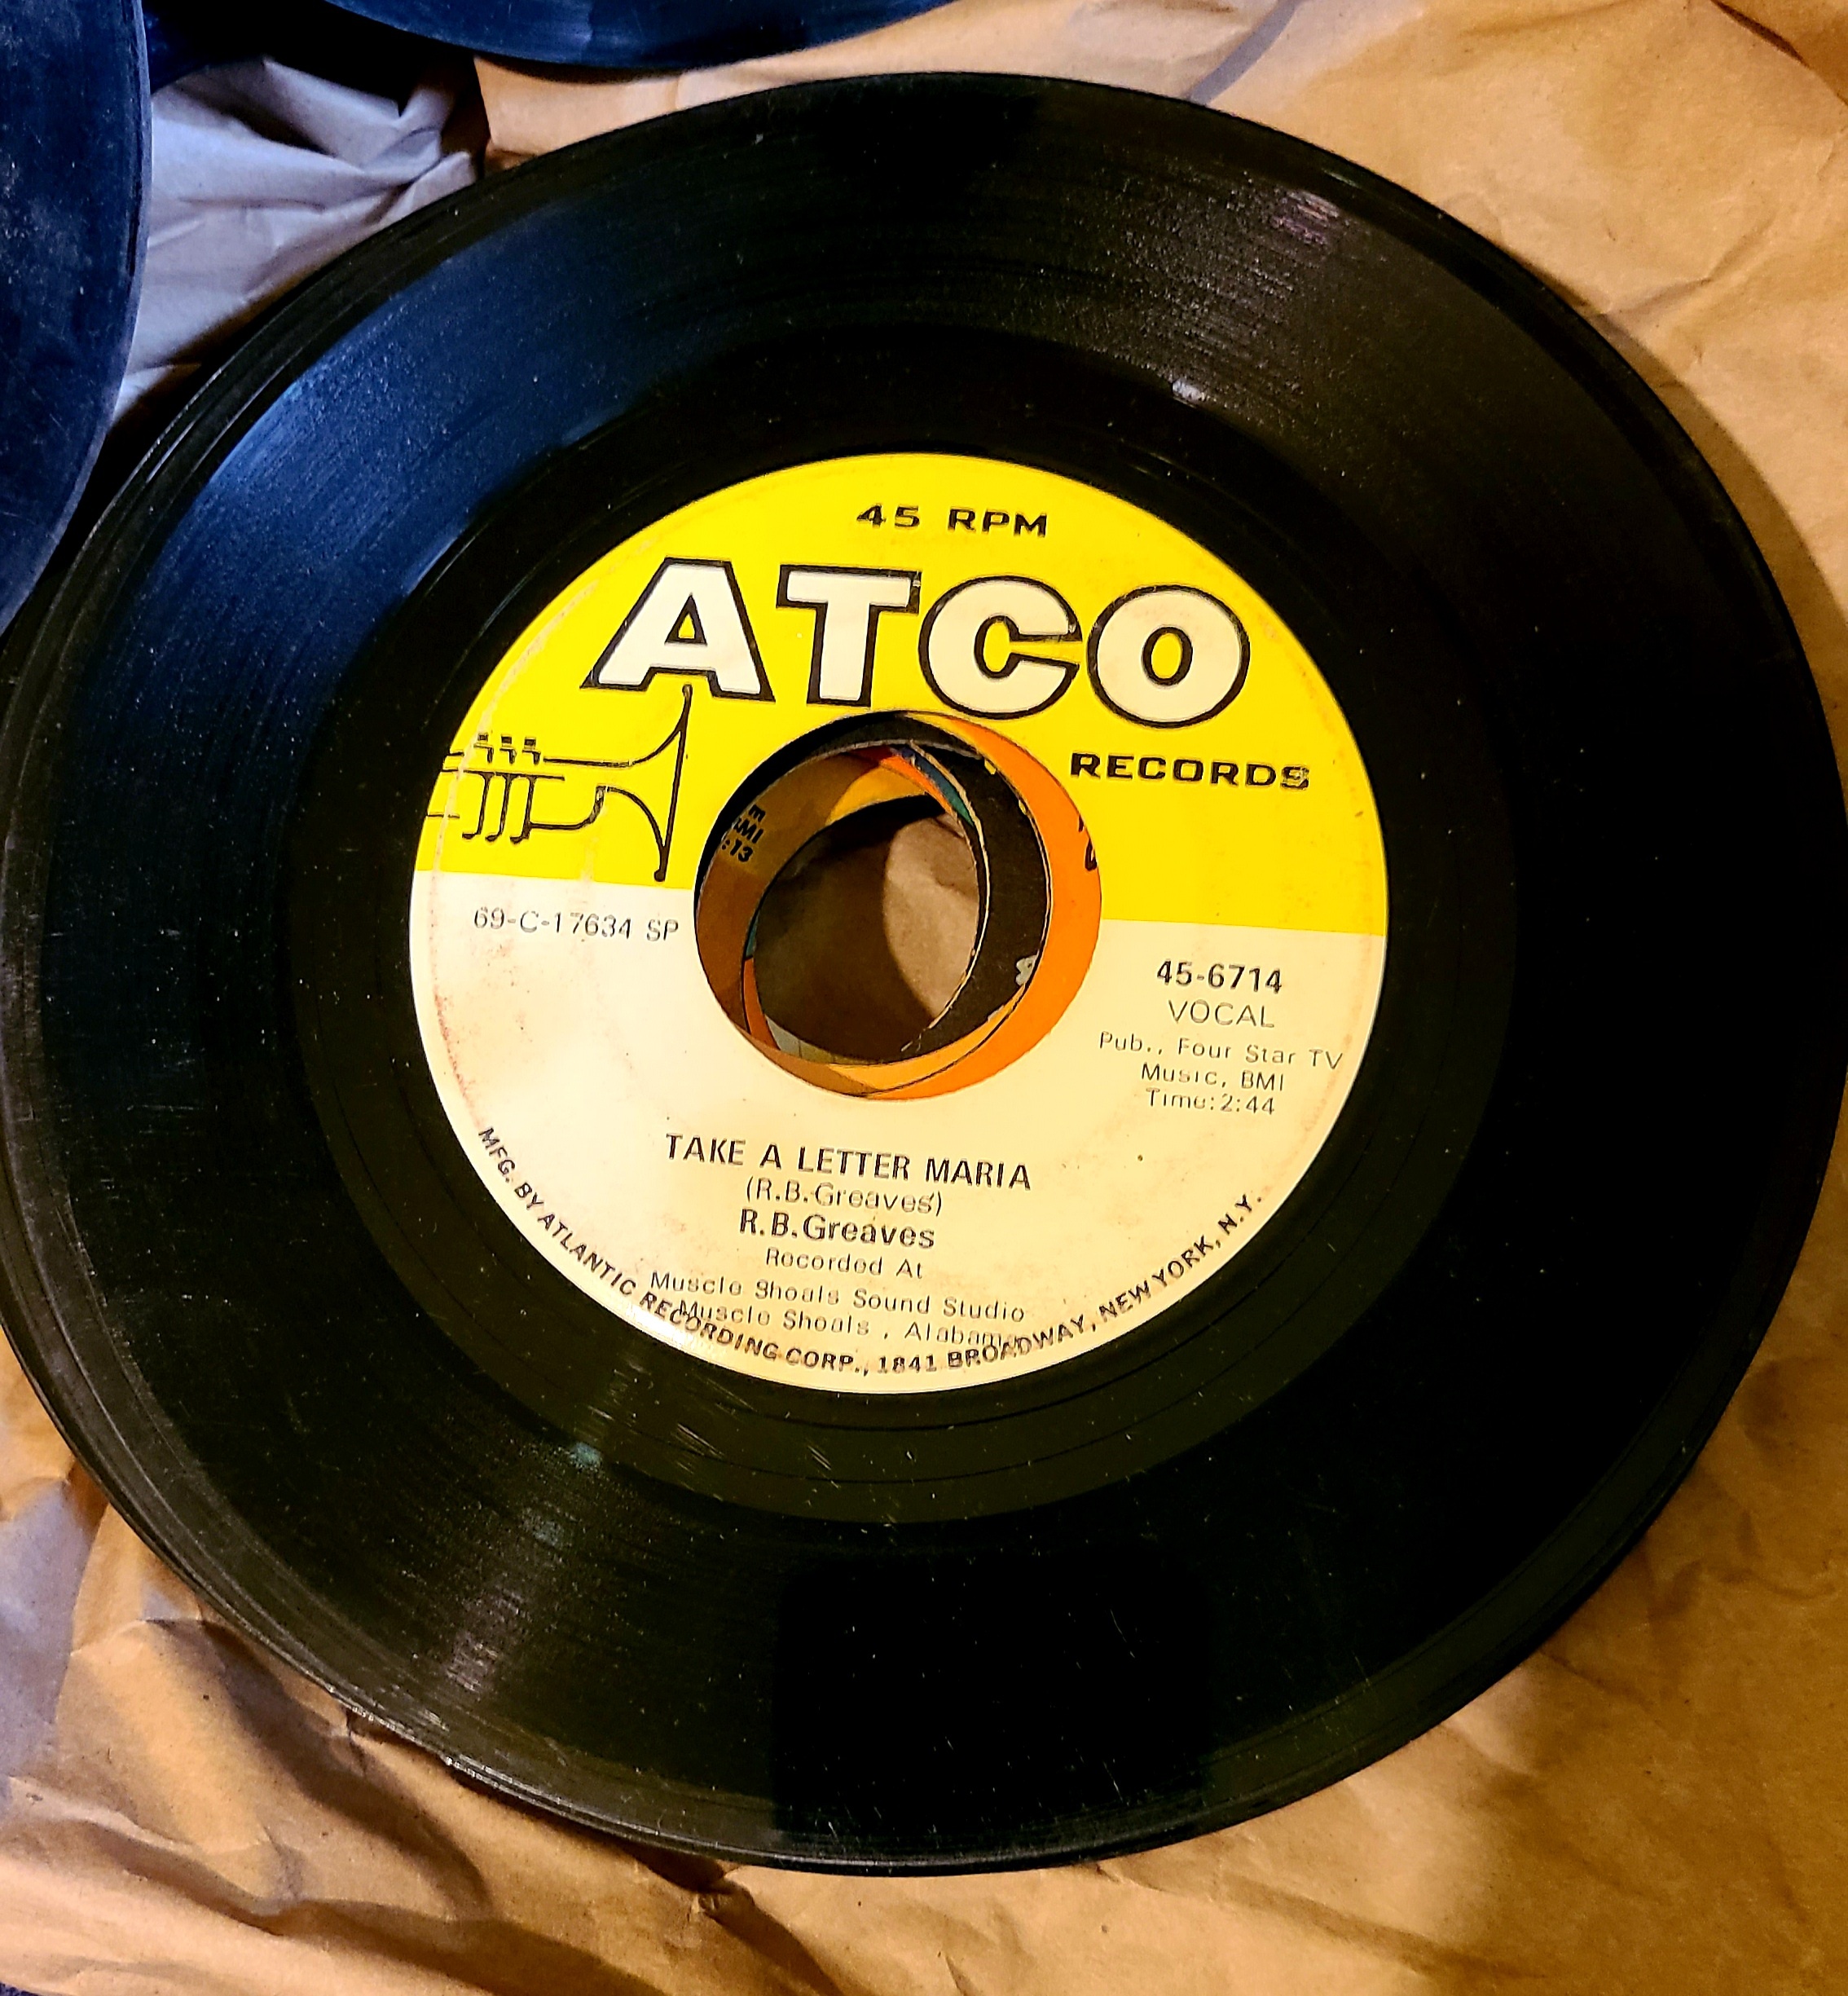 45 RPM
ATCO
RECORDS
69-C-17634 SP
45-6714
VOCAL
Pub., Four Star TV
Music, BMI
Time:2:44
TAKE A LETTER MARIA
(R.B.Greaves)
R.B.Greaves
Recorded At
Muscle Shoals Sound Studio
Muscle Shoals, Alabama
MFG. BY ATLANTIC RECORDING CORP., 1841 BROADWAY, NEW YORK, N.Y.
BMI
:13